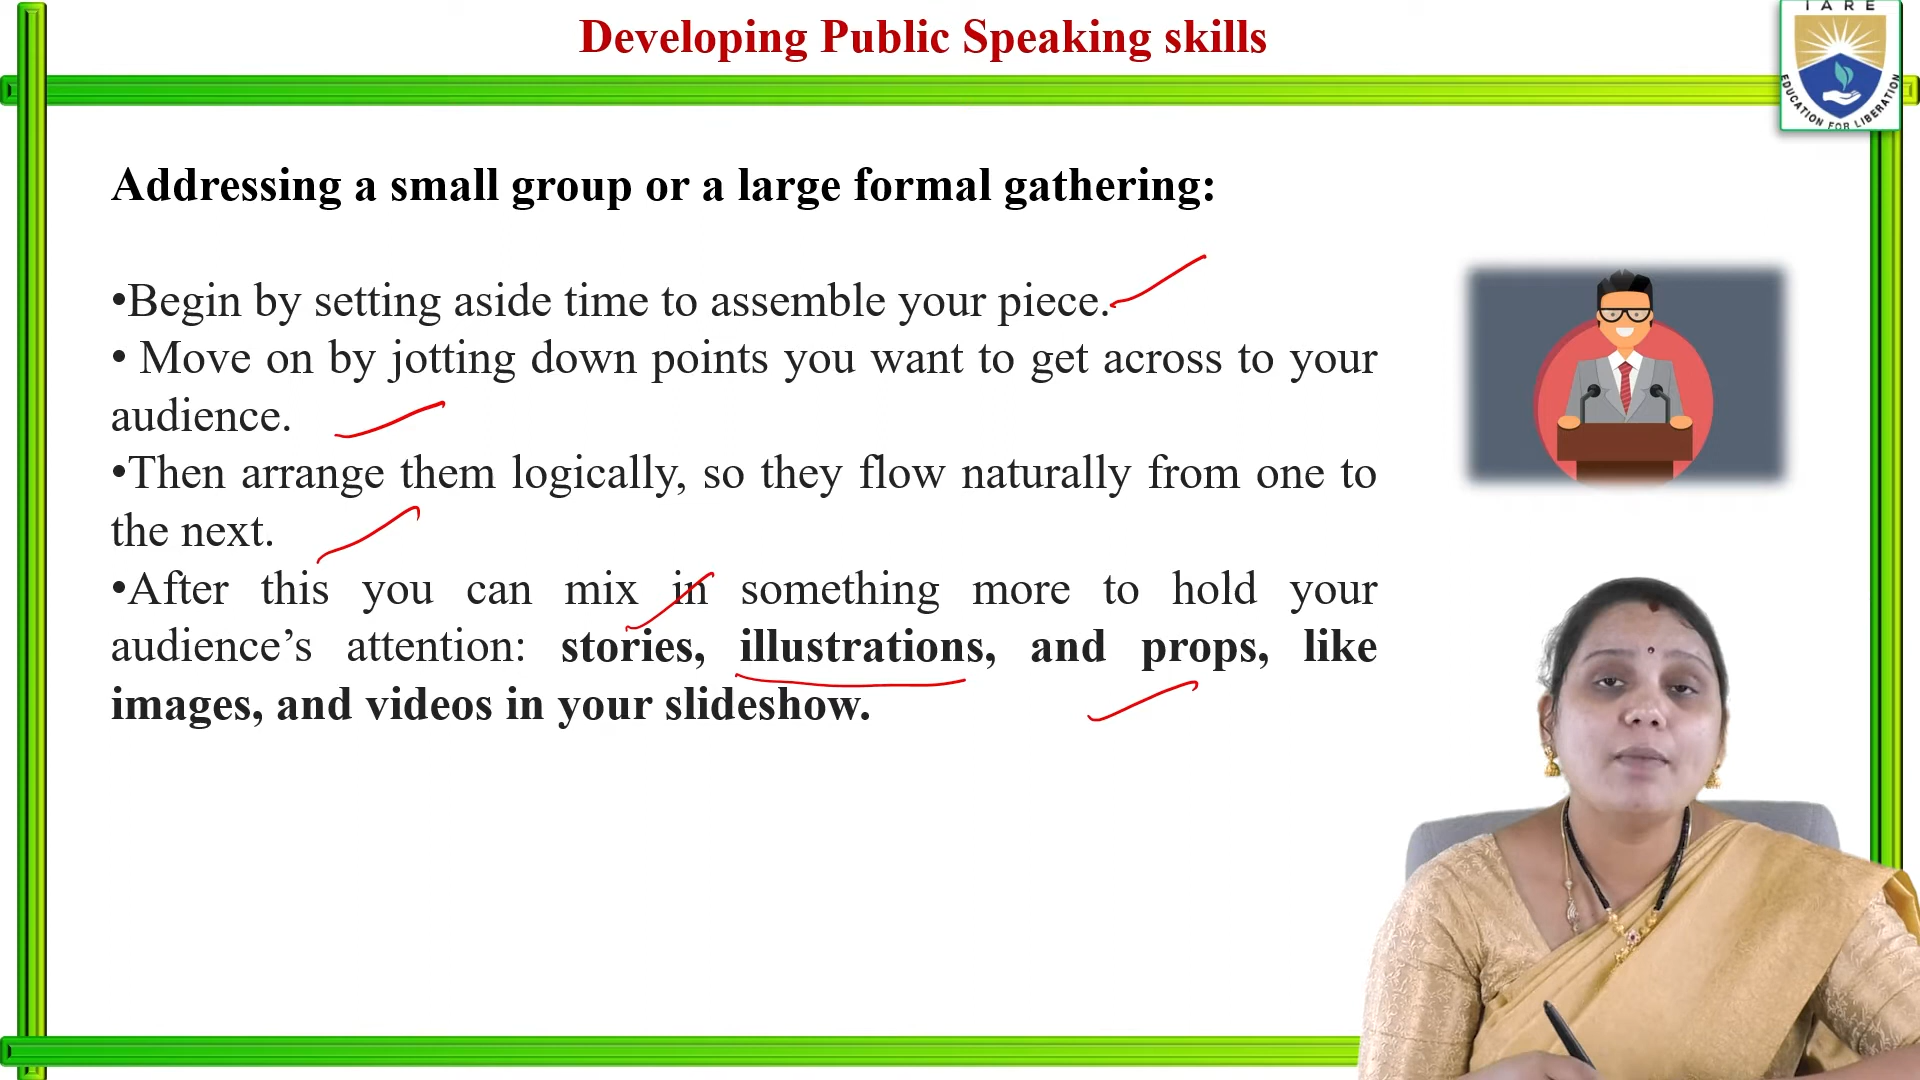 Developing Public Speaking skills
IARE
EDUCATION FOR LIBERATION
Addressing a small group or a large formal gathering:
•Begin by setting aside time to assemble your piece.
• Move on by jotting down points you want to get across to your
audience.
•Then arrange them logically, so they flow naturally from one to
the next.
•After this you can mix in something more to hold your
audience’s attention: stories, illustrations, and props, like
images, and videos in your slideshow.